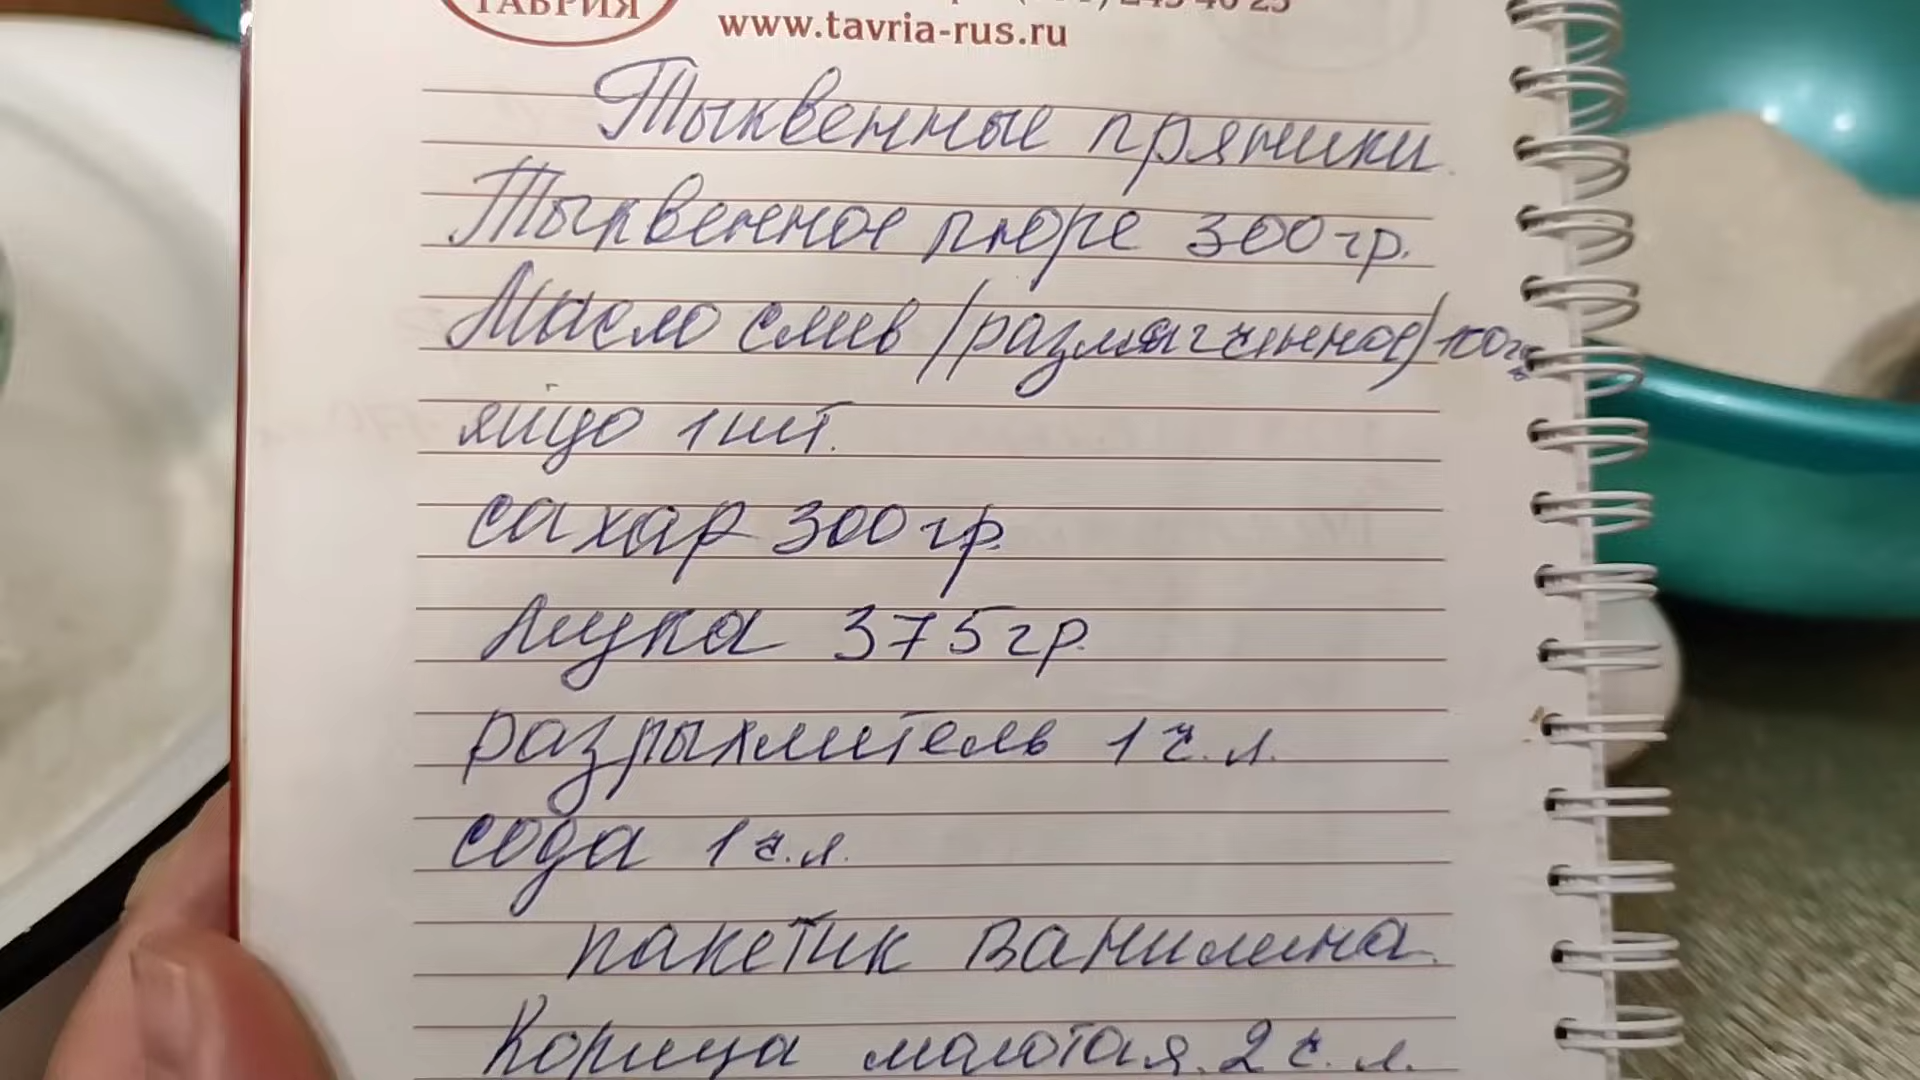 ТАВРИЯ
www.tavria-rus.ru
Тыквенные пряники.
Тыквенное пюре 300 гр.
Масло слив /размягченное/ 100 гр
яйцо 1 шт.
сахар 300 гр.
Мука 375 гр.
разрыхлитель 1 ч. л.
сода 1 ч. л.
пакетик ванилина.
Корица молотая. 2 ч. л.